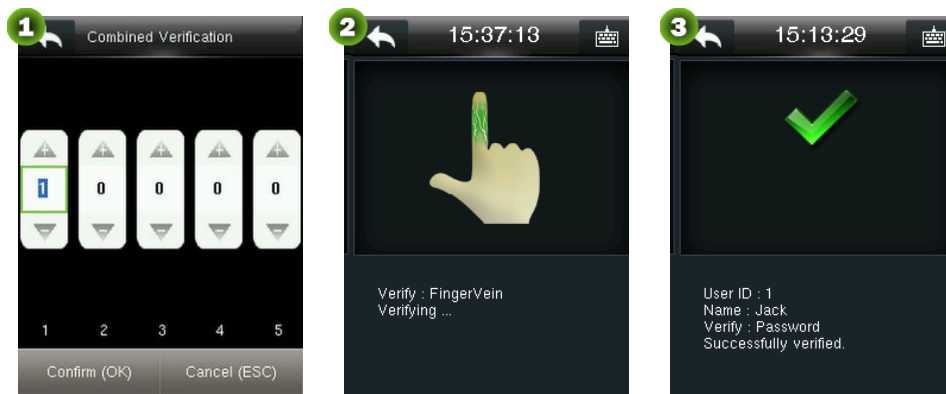 1
Combined Verification
1 0 0 0 0
1 2 3 4 5
Confirm (OK) Cancel (ESC)
2
15:37:13
Verify : FingerVein
Verifying ...
3
15:13:29
User ID : 1
Name : Jack
Verify : Password
Successfully verified.